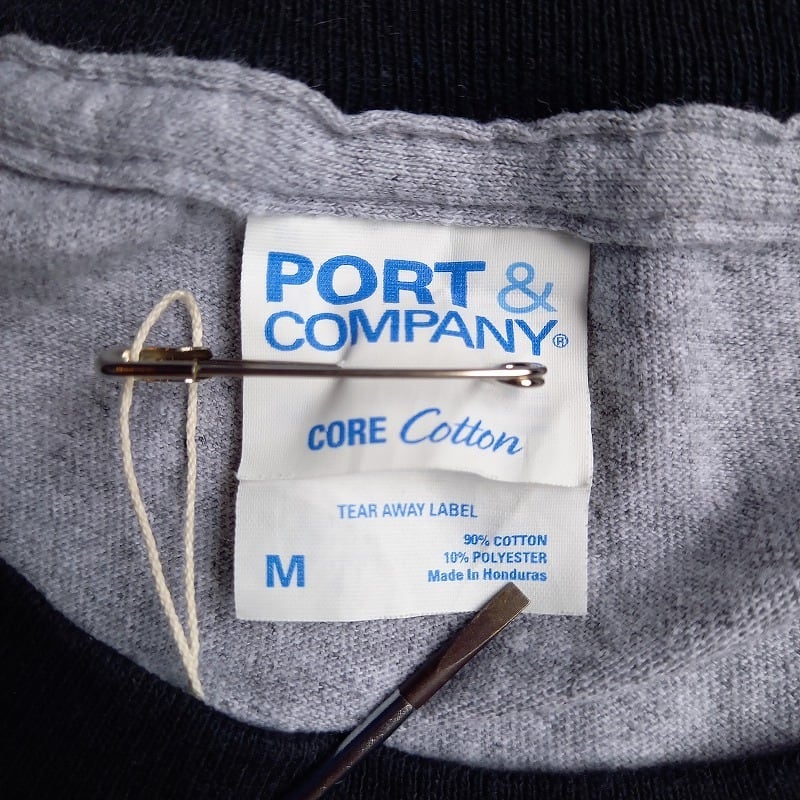 PORT &
COMPANY®
CORE Cotton
TEAR AWAY LABEL
M
90% COTTON
10% POLYESTER
Made In Honduras